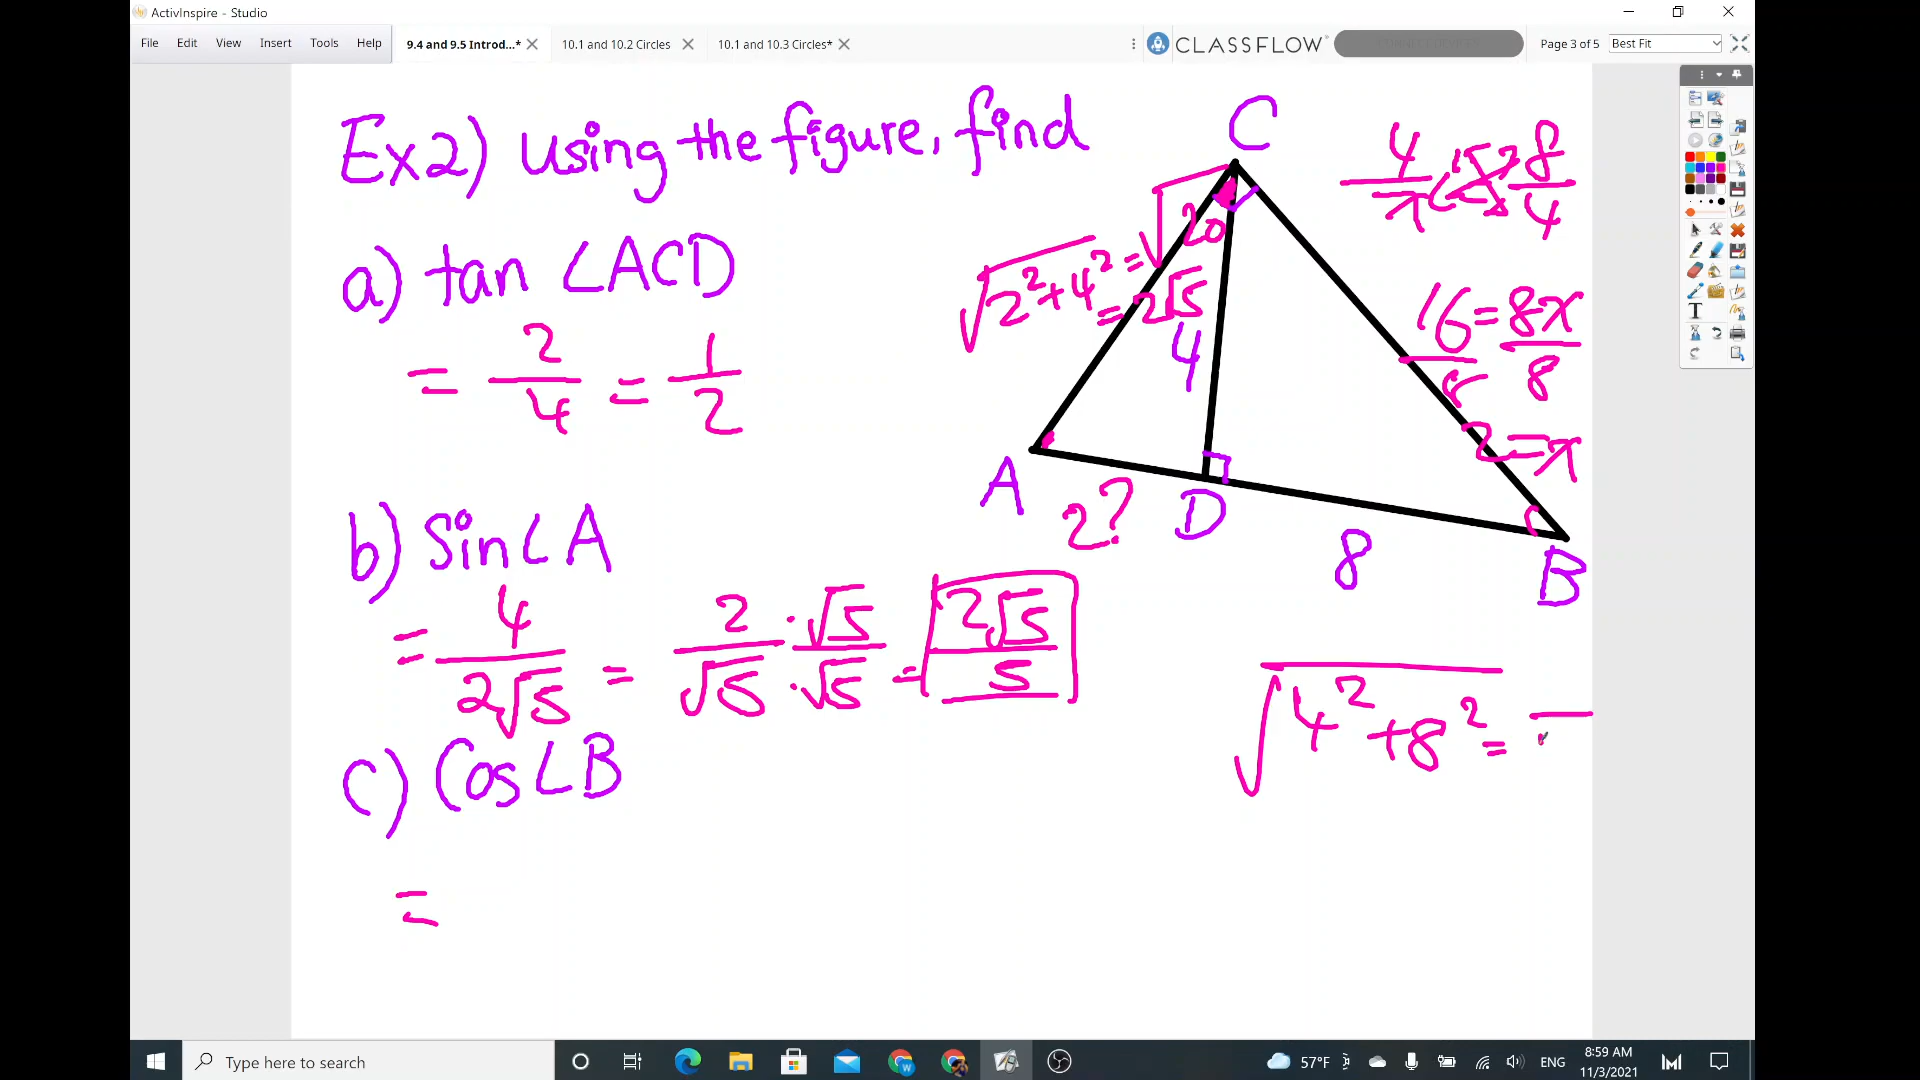 ActivInspire - Studio
File Edit View Insert Tools Help
9.4 and 9.5 Introd...* 10.1 and 10.2 Circles 10.1 and 10.3 Circles*
CLASSFLOW
Page 3 of 5 Best Fit
Ex2) using the figure, find
a) tan ∠ACD
= 2/4 = 1/2
b) Sin∠A
= 4/2√5 = 2/√5 · √5/√5 = 2√5/5
c) Cos∠B
=
C
√2²+4² = √20
= 2√5
4
A
2?
D
8
B
4/x 8/4
16 = 8x
8 8
2 = x
√4²+8² =
Type here to search
57°F
ENG
8:59 AM
11/3/2021